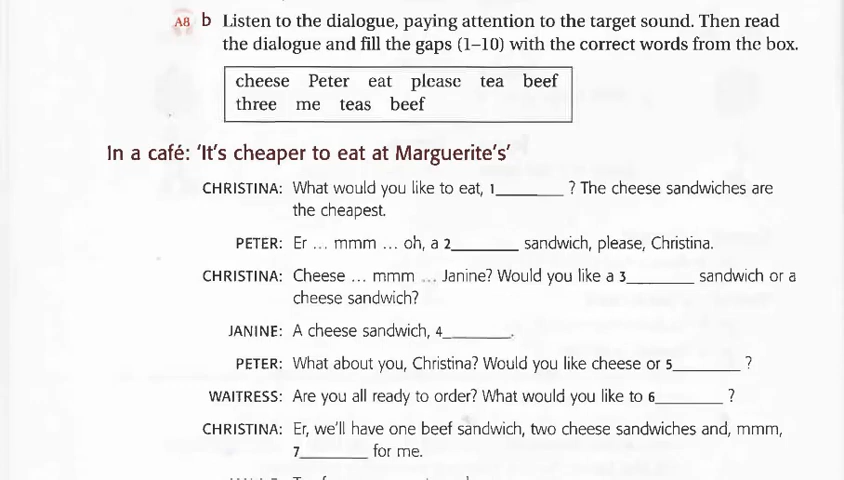 A8 b Listen to the dialogue, paying attention to the target sound. Then read
the dialogue and fill the gaps (1–10) with the correct words from the box.
cheese Peter eat please tea beef
three me teas beef
In a café: 'It's cheaper to eat at Marguerite's'
CHRISTINA: What would you like to eat, 1________ ? The cheese sandwiches are
the cheapest.
PETER: Er ... mmm ... oh, a 2________ sandwich, please, Christina.
CHRISTINA: Cheese ... mmm ... Janine? Would you like a 3________ sandwich or a
cheese sandwich?
JANINE: A cheese sandwich, 4________.
PETER: What about you, Christina? Would you like cheese or 5________ ?
WAITRESS: Are you all ready to order? What would you like to 6________ ?
CHRISTINA: Er, we'll have one beef sandwich, two cheese sandwiches and, mmm,
7________ for me.